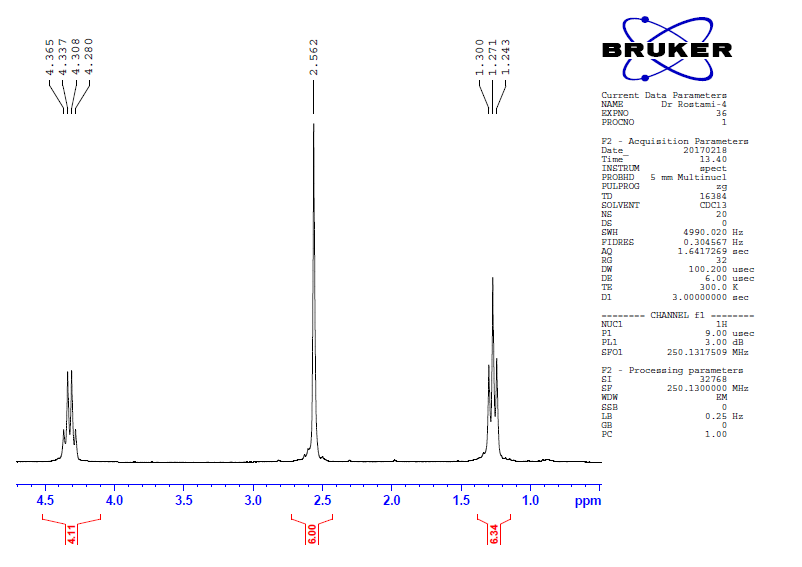 4.365
4.337
4.308
4.280
2.562
1.300
1.271
1.243
BRUKER
Current Data Parameters
NAME Dr Rostami-4
EXPNO 36
PROCNO 1
F2 - Acquisition Parameters
Date_ 20170218
Time 13.40
INSTRUM spect
PROBHD 5 mm Multinucl
PULPROG zg
TD 16384
SOLVENT CDCl3
NS 20
DS 0
SWH 4990.020 Hz
FIDRES 0.304567 Hz
AQ 1.6417269 sec
RG 32
DW 100.200 usec
DE 6.00 usec
TE 300.0 K
D1 3.00000000 sec
======== CHANNEL f1 ========
NUC1 1H
P1 9.00 usec
PL1 3.00 dB
SFO1 250.1317509 MHz
F2 - Processing parameters
SI 32768
SF 250.1300000 MHz
WDW EM
SSB 0
LB 0.25 Hz
GB 0
PC 1.00
4.5 4.0 3.5 3.0 2.5 2.0 1.5 1.0 ppm
4.11
6.00
6.34